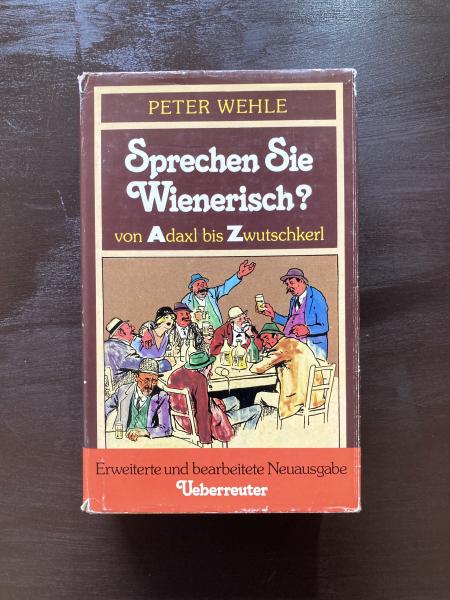 PETER WEHLE
Sprechen Sie
Wienerisch?
von Adaxl bis Zwutschkerl
Erweiterte und bearbeitete Neuausgabe
Ueberreuter